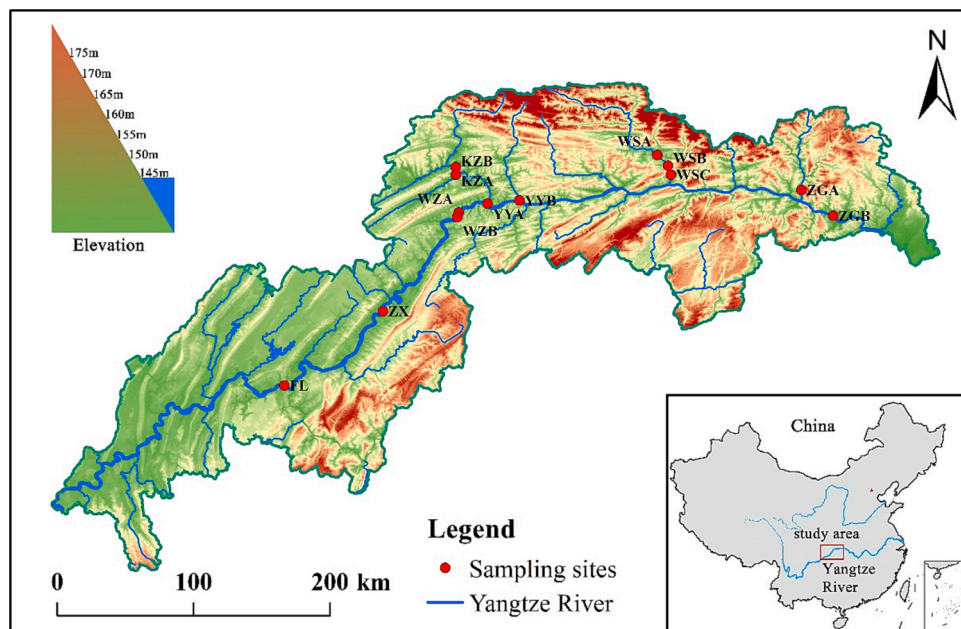 175m
170m
165m
160m
155m
150m
145m
Elevation
N
WSA
WSB
WSC
KZB
KZA
ZGA
ZGB
WZA
YYA
YYB
WZB
ZX
FL
Legend
Sampling sites
Yangtze River
0 100 200 km
China
study area
Yangtze
River